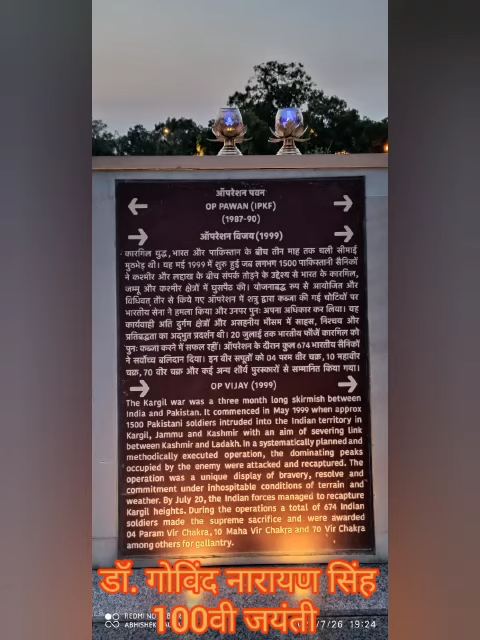 ऑपरेशन पवन
OP PAWAN (IPKF)
(1987-90)
ऑपरेशन विजय (1999)
कारगिल युद्ध, भारत और पाकिस्तान के बीच तीन माह तक चली सीमाई
मुठभेड़ थी। यह मई 1999 में शुरू हुई जब लगभग 1500 पाकिस्तानी सैनिकों
ने कश्मीर और लद्दाख के बीच संपर्क तोड़ने के उद्देश्य से भारत के कारगिल,
जम्मू और कश्मीर क्षेत्रों में घुसपैठ की। योजनाबद्ध रूप से आयोजित और
विधिवत् तौर से किये गए ऑपरेशन में शत्रु द्वारा कब्जा की गई चोटियों पर
भारतीय सेना ने हमला किया और उनपर पुनः अपना अधिकार कर लिया। यह
कार्यवाही अति दुर्गम क्षेत्रों और असहनीय मौसम में साहस, निश्चय और
प्रतिबद्धता का अद्भुत प्रदर्शन थी। 20 जुलाई तक भारतीय फौजें कारगिल को
पुनः कब्जा करने में सफल रहीं। ऑपरेशन के दौरान कुल 674 भारतीय सैनिकों
ने सर्वोच्च बलिदान दिया। इन वीर सपूतों को 04 परम वीर चक्र, 10 महावीर
चक्र, 70 वीर चक्र और कई अन्य शौर्य पुरस्कारों से सम्मानित किया गया।
OP VIJAY (1999)
The Kargil war was a three month long skirmish between
India and Pakistan. It commenced in May 1999 when approx
1500 Pakistani soldiers intruded into the Indian territory in
Kargil, Jammu and Kashmir with an aim of severing link
between Kashmir and Ladakh. In a systematically planned and
methodically executed operation, the dominating peaks
occupied by the enemy were attacked and recaptured. The
operation was a unique display of bravery, resolve and
commitment under inhospitable conditions of terrain and
weather. By July 20, the Indian forces managed to recapture
Kargil heights. During the operations a total of 674 Indian
soldiers made the supreme sacrifice and were awarded
04 Param Vir Chakra, 10 Maha Vir Chakra and 70 Vir Chakra
among others for gallantry.
डॉ. गोविंद नारायण सिंह
100वी जयंती
REDMI
ABHISHEK
/7/26 19:24